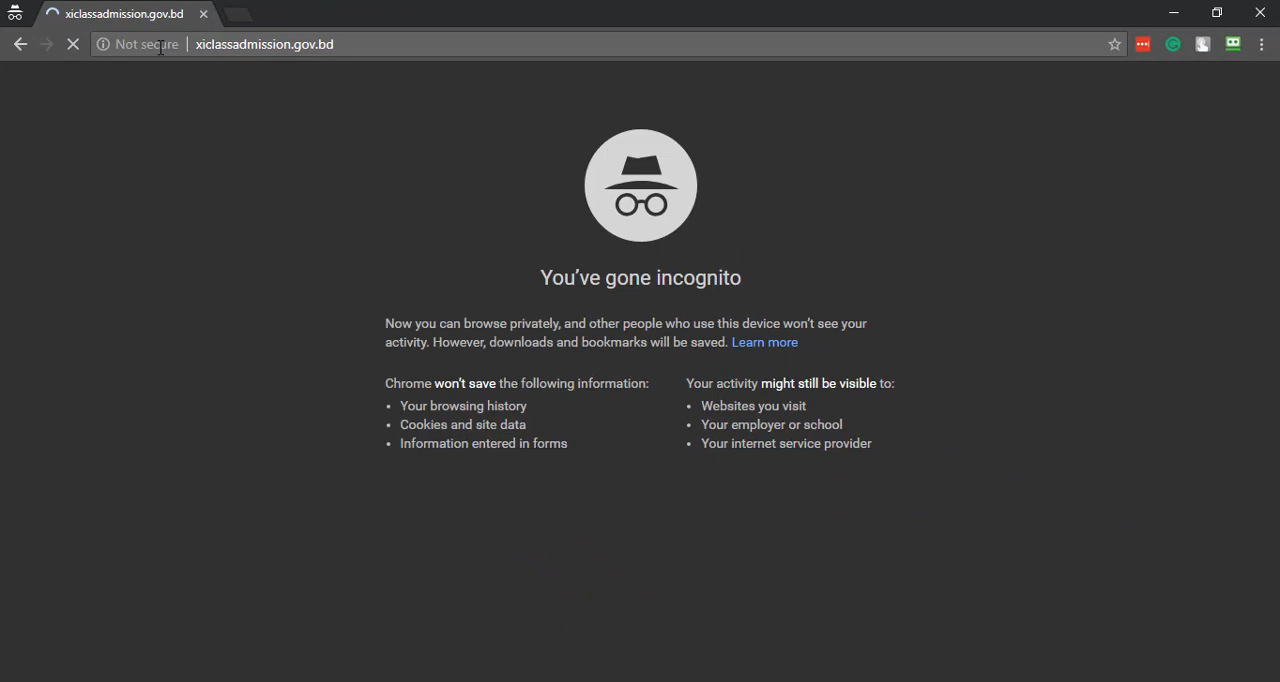 xiclassadmission.gov.bd
Not secure xiclassadmission.gov.bd
You've gone incognito
Now you can browse privately, and other people who use this device won't see your
activity. However, downloads and bookmarks will be saved. Learn more
Chrome won't save the following information:
• Your browsing history
• Cookies and site data
• Information entered in forms
Your activity might still be visible to:
• Websites you visit
• Your employer or school
• Your internet service provider